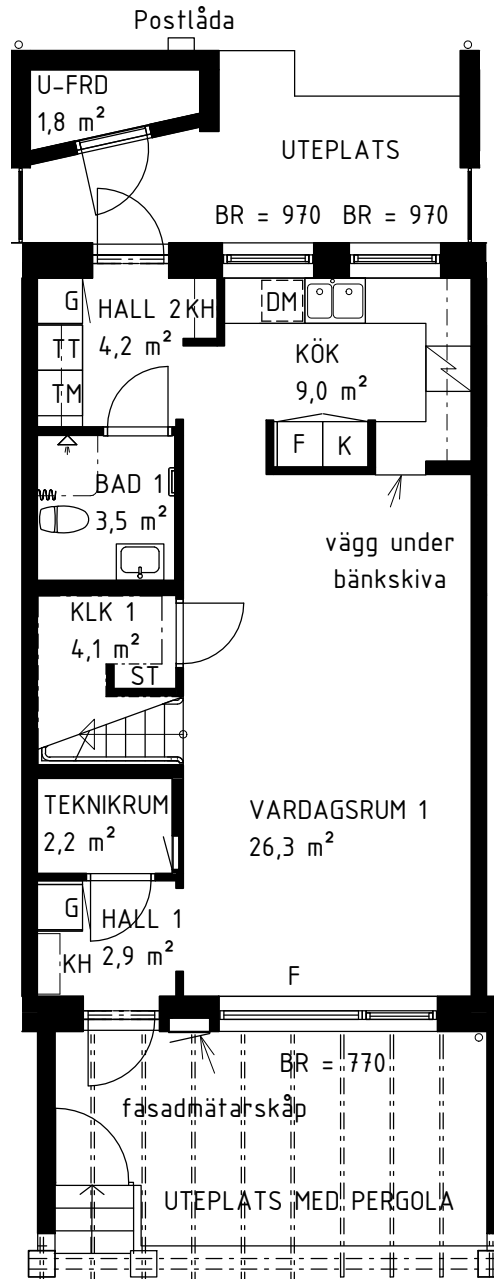 Postlåda
U-FRD
1,8 m²
UTEPLATS
BR = 970 BR = 970
G
HALL 2
KH
DM
TT
4,2 m²
KÖK
9,0 m²
TM
F
K
BAD 1
3,5 m²
vägg under
bänkskiva
KLK 1
4,1 m²
ST
TEKNIKRUM
2,2 m²
VARDAGSRUM 1
26,3 m²
G
HALL 1
2,9 m²
KH
F
BR = 770
fasadmätarskåp
UTEPLATS MED PERGOLA